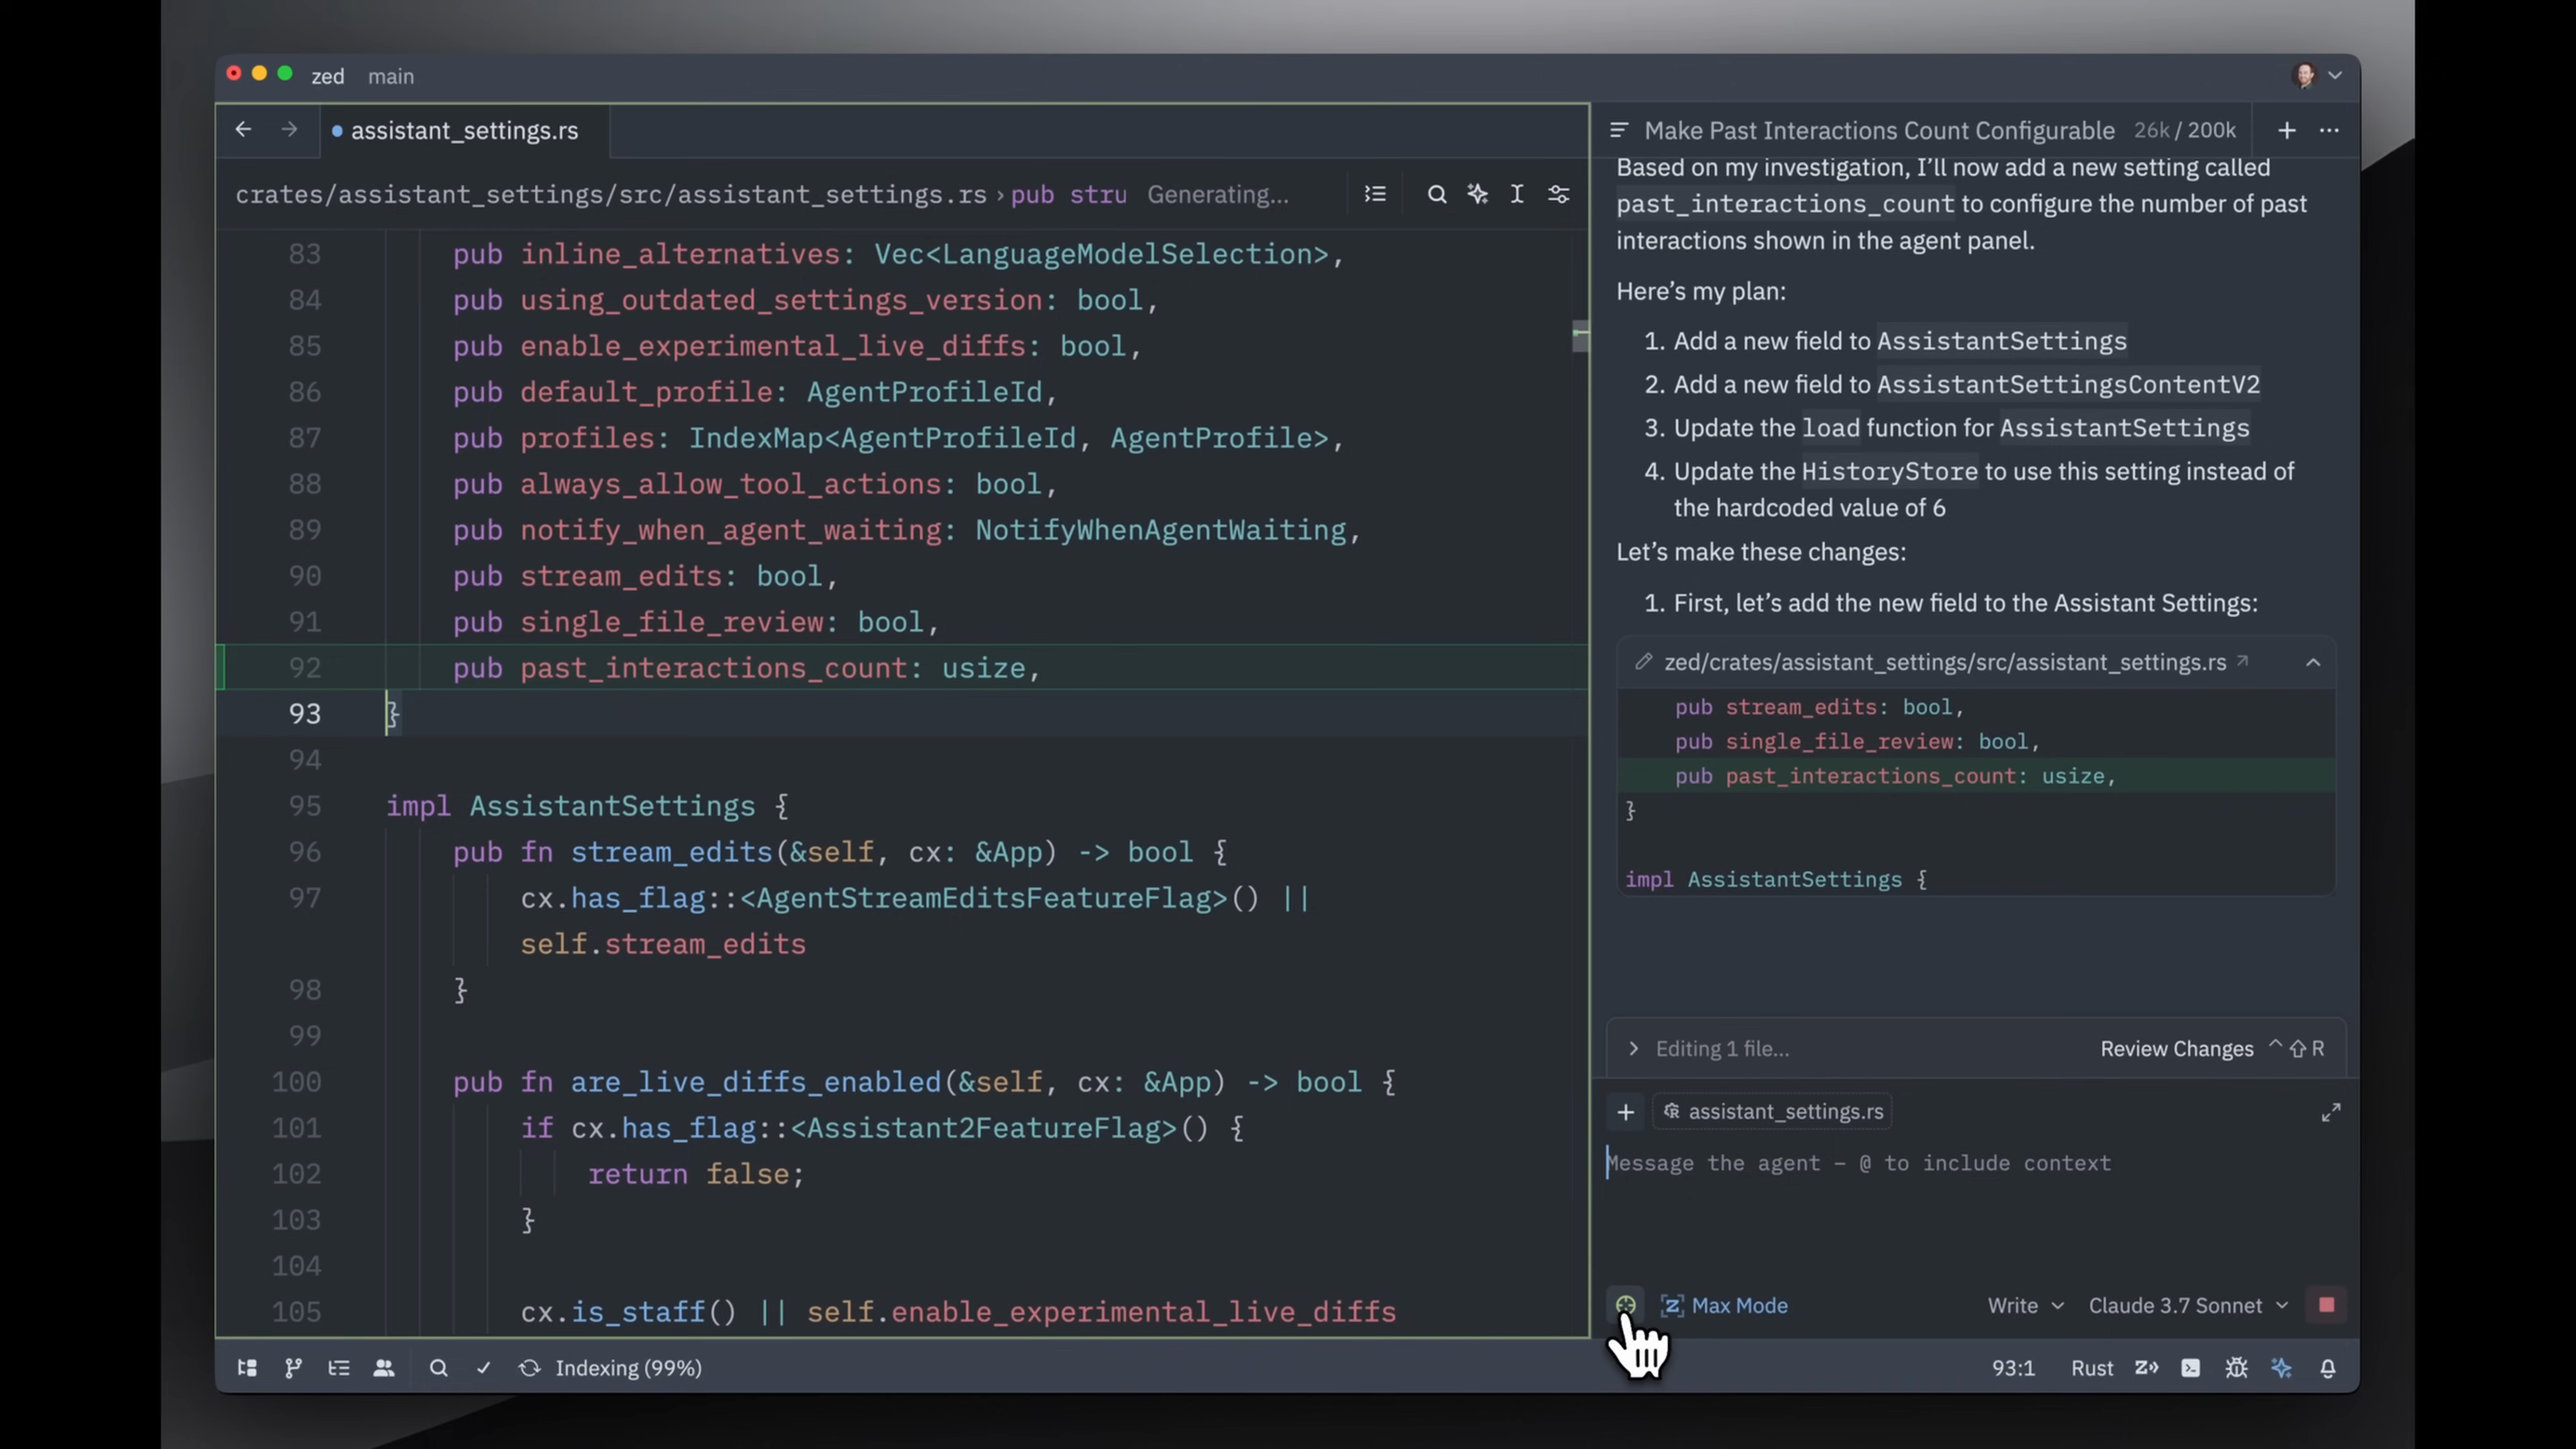 zed main
assistant_settings.rs
crates/assistant_settings/src/assistant_settings.rs › pub stru Generating...
83 pub inline_alternatives: Vec<LanguageModelSelection>,
84 pub using_outdated_settings_version: bool,
85 pub enable_experimental_live_diffs: bool,
86 pub default_profile: AgentProfileId,
87 pub profiles: IndexMap<AgentProfileId, AgentProfile>,
88 pub always_allow_tool_actions: bool,
89 pub notify_when_agent_waiting: NotifyWhenAgentWaiting,
90 pub stream_edits: bool,
91 pub single_file_review: bool,
92 pub past_interactions_count: usize,
93 }
94
95 impl AssistantSettings {
96 pub fn stream_edits(&self, cx: &App) -> bool {
97 cx.has_flag::<AgentStreamEditsFeatureFlag>() ||
self.stream_edits
98 }
99
100 pub fn are_live_diffs_enabled(&self, cx: &App) -> bool {
101 if cx.has_flag::<Assistant2FeatureFlag>() {
102 return false;
103 }
104
105 cx.is_staff() || self.enable_experimental_live_diffs
Make Past Interactions Count Configurable 26k / 200k
Based on my investigation, I’ll now add a new setting called
past_interactions_count to configure the number of past
interactions shown in the agent panel.
Here’s my plan:
1. Add a new field to AssistantSettings
2. Add a new field to AssistantSettingsContentV2
3. Update the load function for AssistantSettings
4. Update the HistoryStore to use this setting instead of
the hardcoded value of 6
Let’s make these changes:
1. First, let’s add the new field to the Assistant Settings:
zed/crates/assistant_settings/src/assistant_settings.rs
pub stream_edits: bool,
pub single_file_review: bool,
pub past_interactions_count: usize,
}
impl AssistantSettings {
Editing 1 file... Review Changes ^⇧R
+ assistant_settings.rs
Message the agent – @ to include context
Max Mode Write Claude 3.7 Sonnet
Indexing (99%) 93:1 Rust